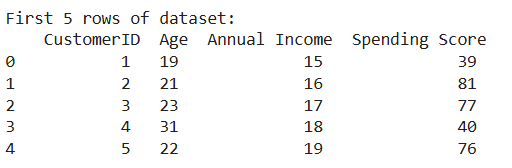 First 5 rows of dataset:
CustomerID Age Annual Income Spending Score
0 1 19 15 39
1 2 21 16 81
2 3 23 17 77
3 4 31 18 40
4 5 22 19 76